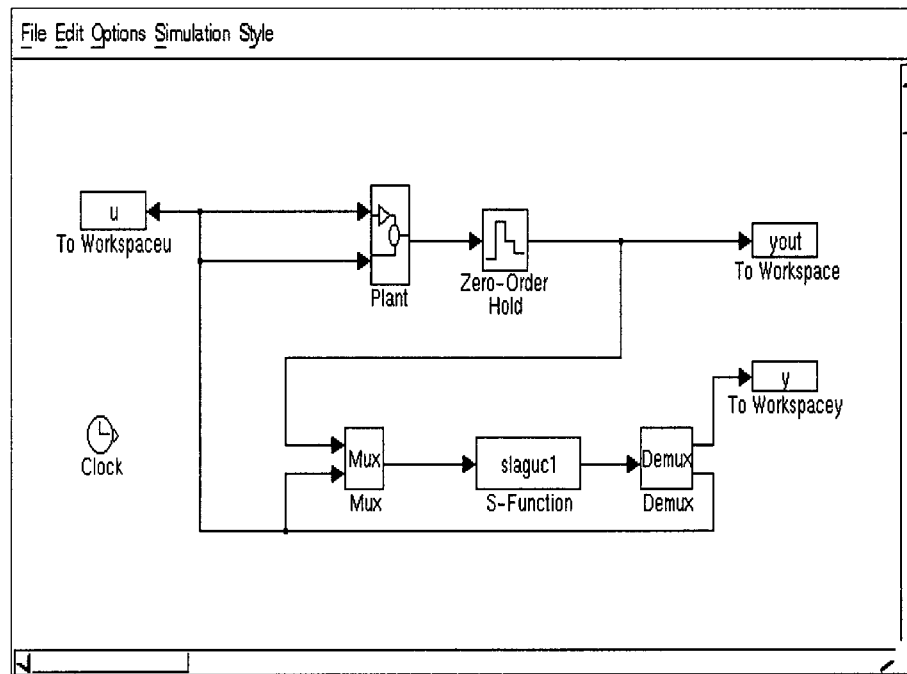 File Edit Options Simulation Style
u
To Workspaceu
Plant
Zero-Order
Hold
yout
To Workspace
y
To Workspacey
Clock
Mux
Mux
slaguc1
S-Function
Demux
Demux